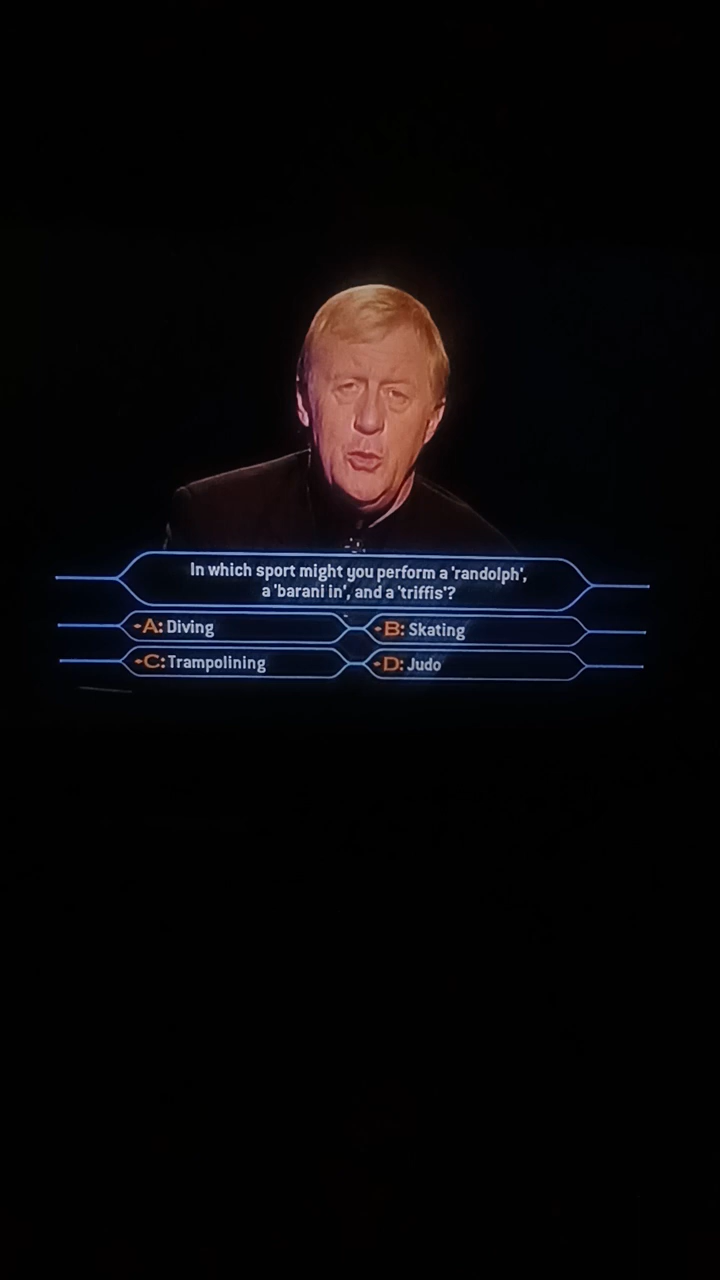 In which sport might you perform a 'randolph',
a 'barani in', and a 'triffis'?
A: Diving
B: Skating
C: Trampolining
D: Judo